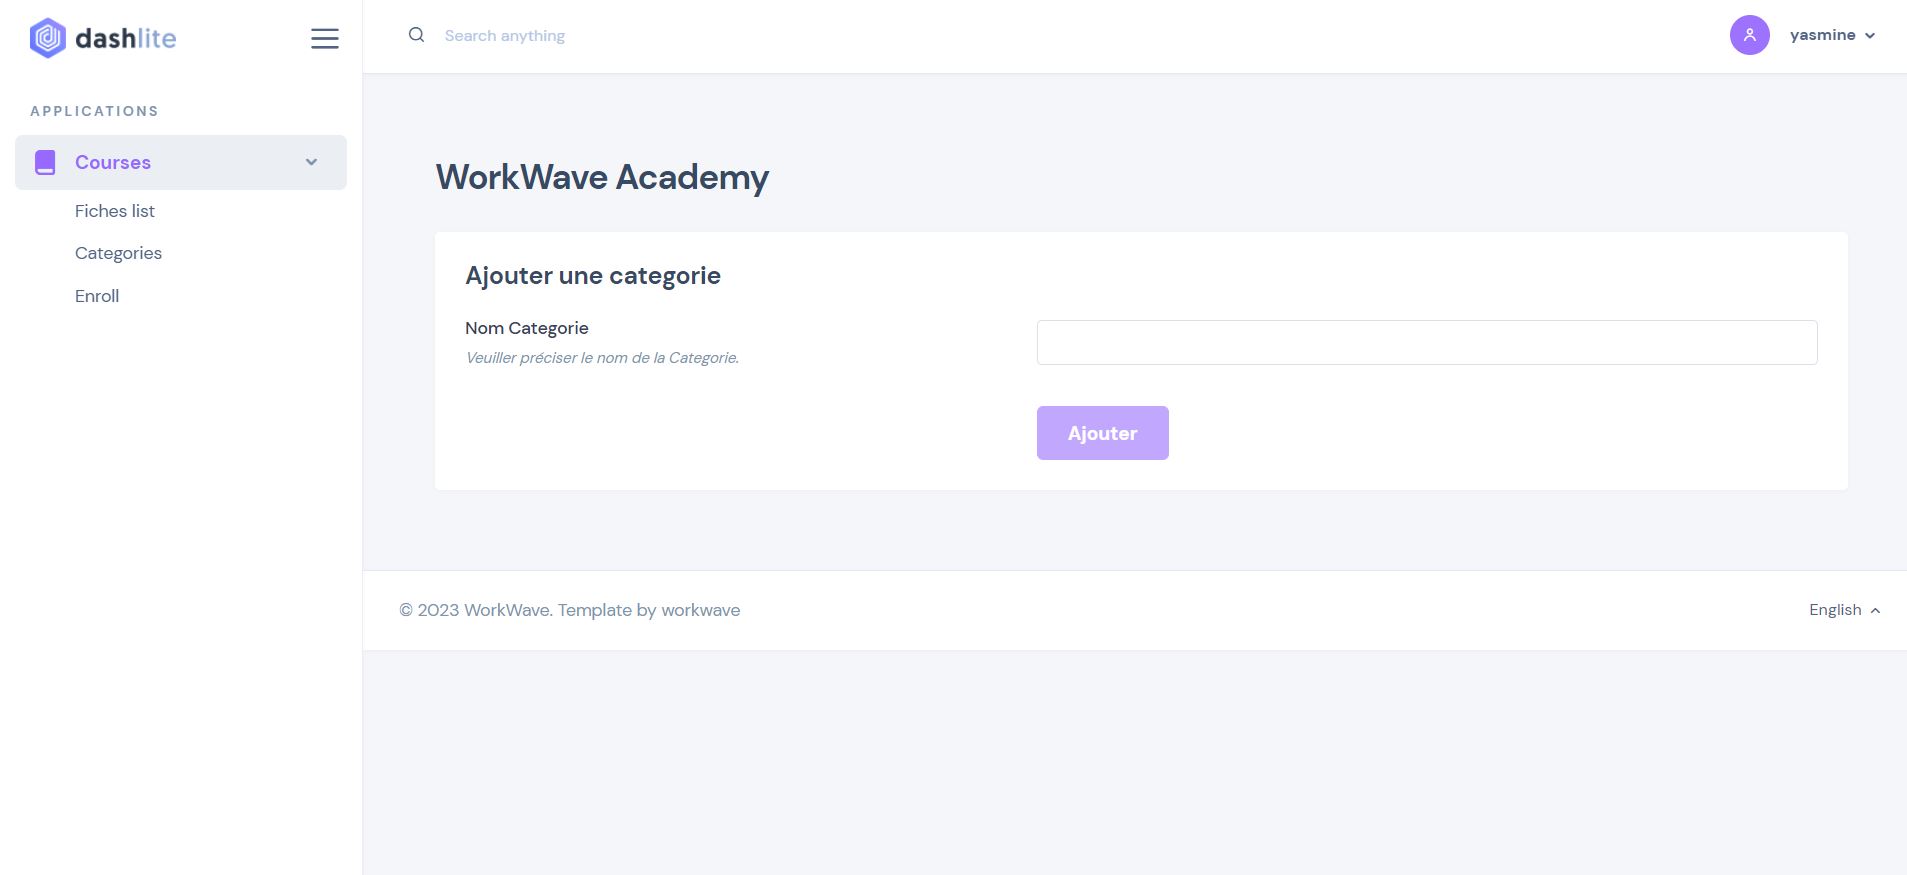 dashlite
Search anything
yasmine
APPLICATIONS
Courses
Fiches list
Categories
Enroll
WorkWave Academy
Ajouter une categorie
Nom Categorie
Veuiller préciser le nom de la Categorie.
Ajouter
© 2023 WorkWave. Template by workwave
English